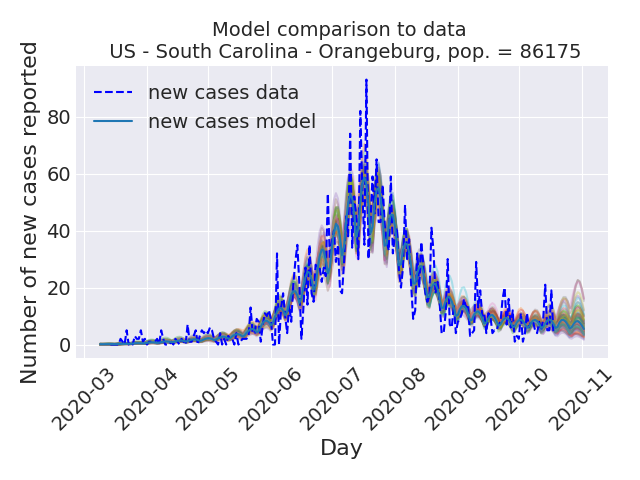 Model comparison to data
US - South Carolina - Orangeburg, pop. = 86175
Number of new cases reported
new cases data
new cases model
80
60
40
20
0
2020-03
2020-04
2020-05
2020-06
2020-07
2020-08
2020-09
2020-10
2020-11
Day